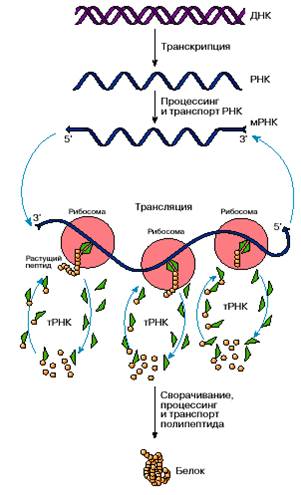 ДНК
Транскрипция
РНК
Процессинг
и транспорт РНК
мРНК
5'
3'
Трансляция
3'
Рибосома
Рибосома
Рибосома
5'
Растущий
пептид
тРНК
тРНК
тРНК
Сворачивание,
процессинг
и транспорт
полипептида
Белок